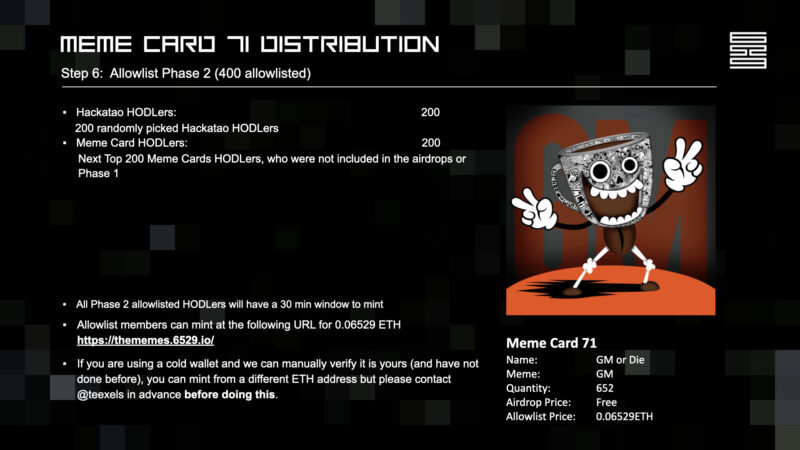 MEME CARD 71 DISTRIBUTION
Step 6: Allowlist Phase 2 (400 allowlisted)
▪ Hackatao HODLers: 200
200 randomly picked Hackatao HODLers
▪ Meme Card HODLers: 200
Next Top 200 Meme Cards HODLers, who were not included in the airdrops or
Phase 1
▪ All Phase 2 allowlisted HODLers will have a 30 min window to mint
▪ Allowlist members can mint at the following URL for 0.06529 ETH
https://thememes.6529.io/
▪ If you are using a cold wallet and we can manually verify it is yours (and have not
done before), you can mint from a different ETH address but please contact
@teexels in advance before doing this.
GM
Meme Card 71
Name: GM or Die
Meme: GM
Quantity: 652
Airdrop Price: Free
Allowlist Price: 0.06529ETH